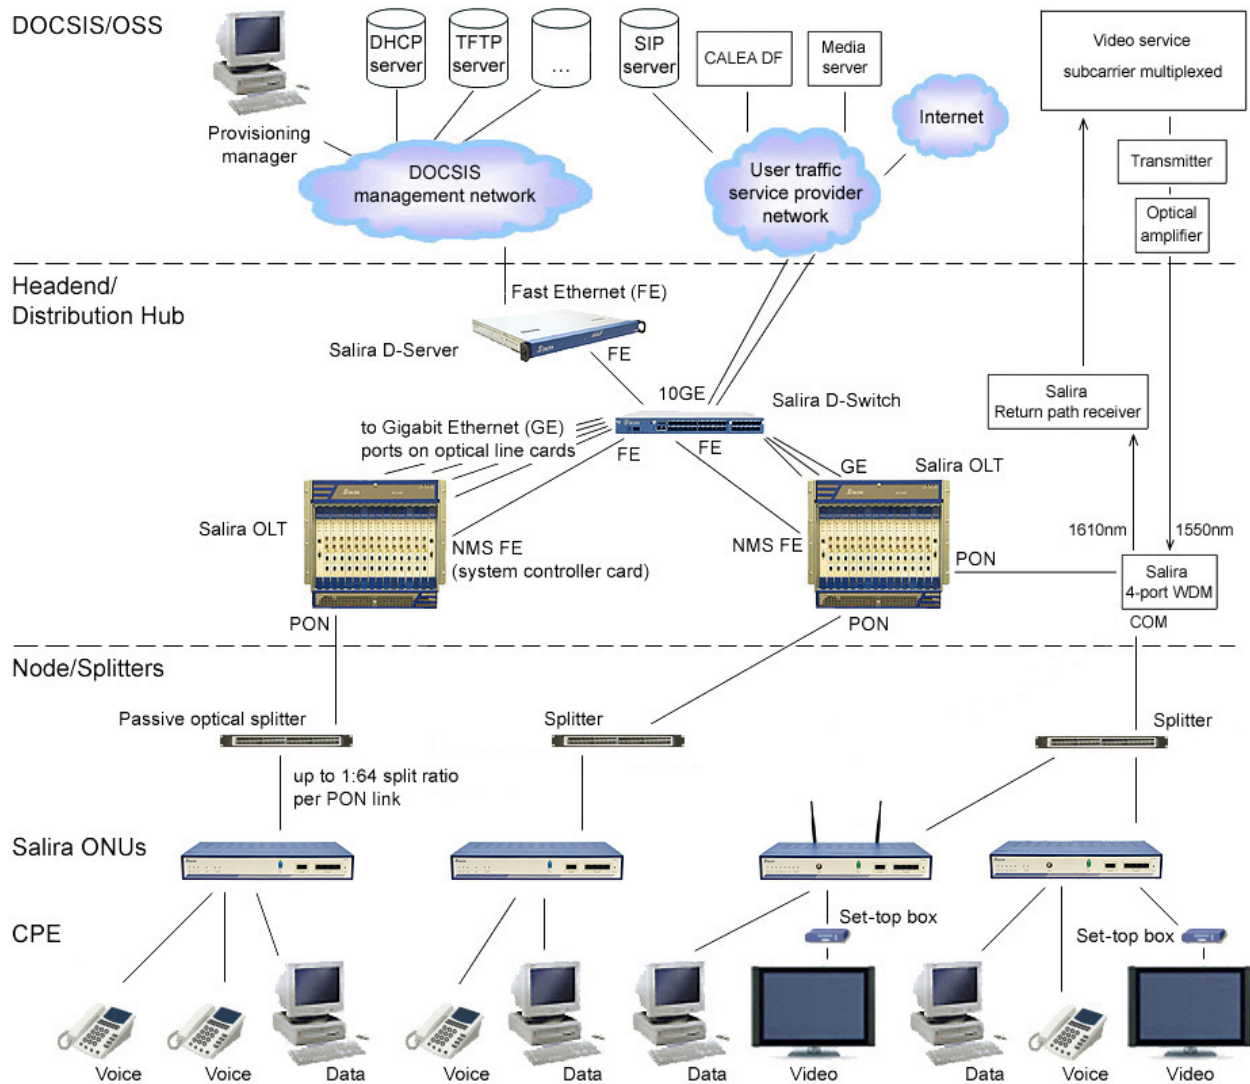 DOCSIS/OSS
DHCP
server
TFTP
server
...
SIP
server
CALEA DF
Media
server
Video service
subcarrier multiplexed
Internet
Provisioning
manager
DOCSIS
management network
User traffic
service provider
network
Transmitter
Optical
amplifier
Headend/
Distribution Hub
Fast Ethernet (FE)
Salira D-Server
FE
10GE
Salira D-Switch
Salira
Return path receiver
to Gigabit Ethernet (GE)
ports on optical line cards
FE
FE
GE
Salira OLT
Salira OLT
NMS FE
(system controller card)
NMS FE
1610nm
1550nm
PON
Salira
4-port WDM
PON
PON
COM
Node/Splitters
Passive optical splitter
Splitter
Splitter
up to 1:64 split ratio
per PON link
Salira ONUs
CPE
Set-top box
Set-top box
Voice
Voice
Data
Voice
Data
Data
Video
Data
Voice
Video